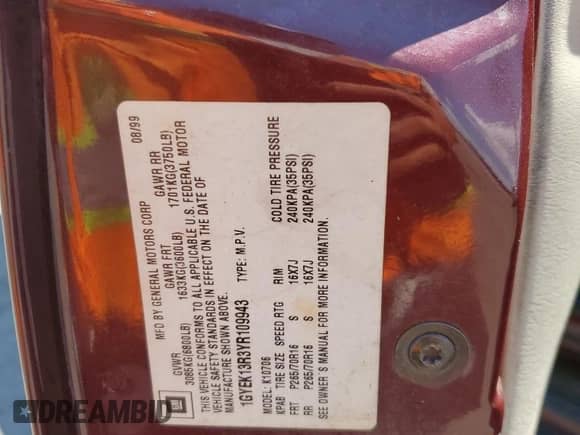 MFD BY GENERAL MOTORS CORP 08/99
GVWR GAWR FRT GAWR RR
3085KG(6800LB) 1633KG(3600LB) 1701KG(3750LB)
THIS VEHICLE CONFORMS TO ALL APPLICABLE U.S. FEDERAL MOTOR
VEHICLE SAFETY STANDARDS IN EFFECT ON THE DATE OF
MANUFACTURE SHOWN ABOVE.
1GYEK13R3YR109943 TYPE: M.P.V.
MODEL: K10706
KPAB TIRE SIZE SPEED RTG RIM COLD TIRE PRESSURE
FRT P265/70R16 S 16X7J 240KPA(35PSI)
RR P265/70R16 S 16X7J 240KPA(35PSI)
SEE OWNER'S MANUAL FOR MORE INFORMATION.
GM
DREAMBID